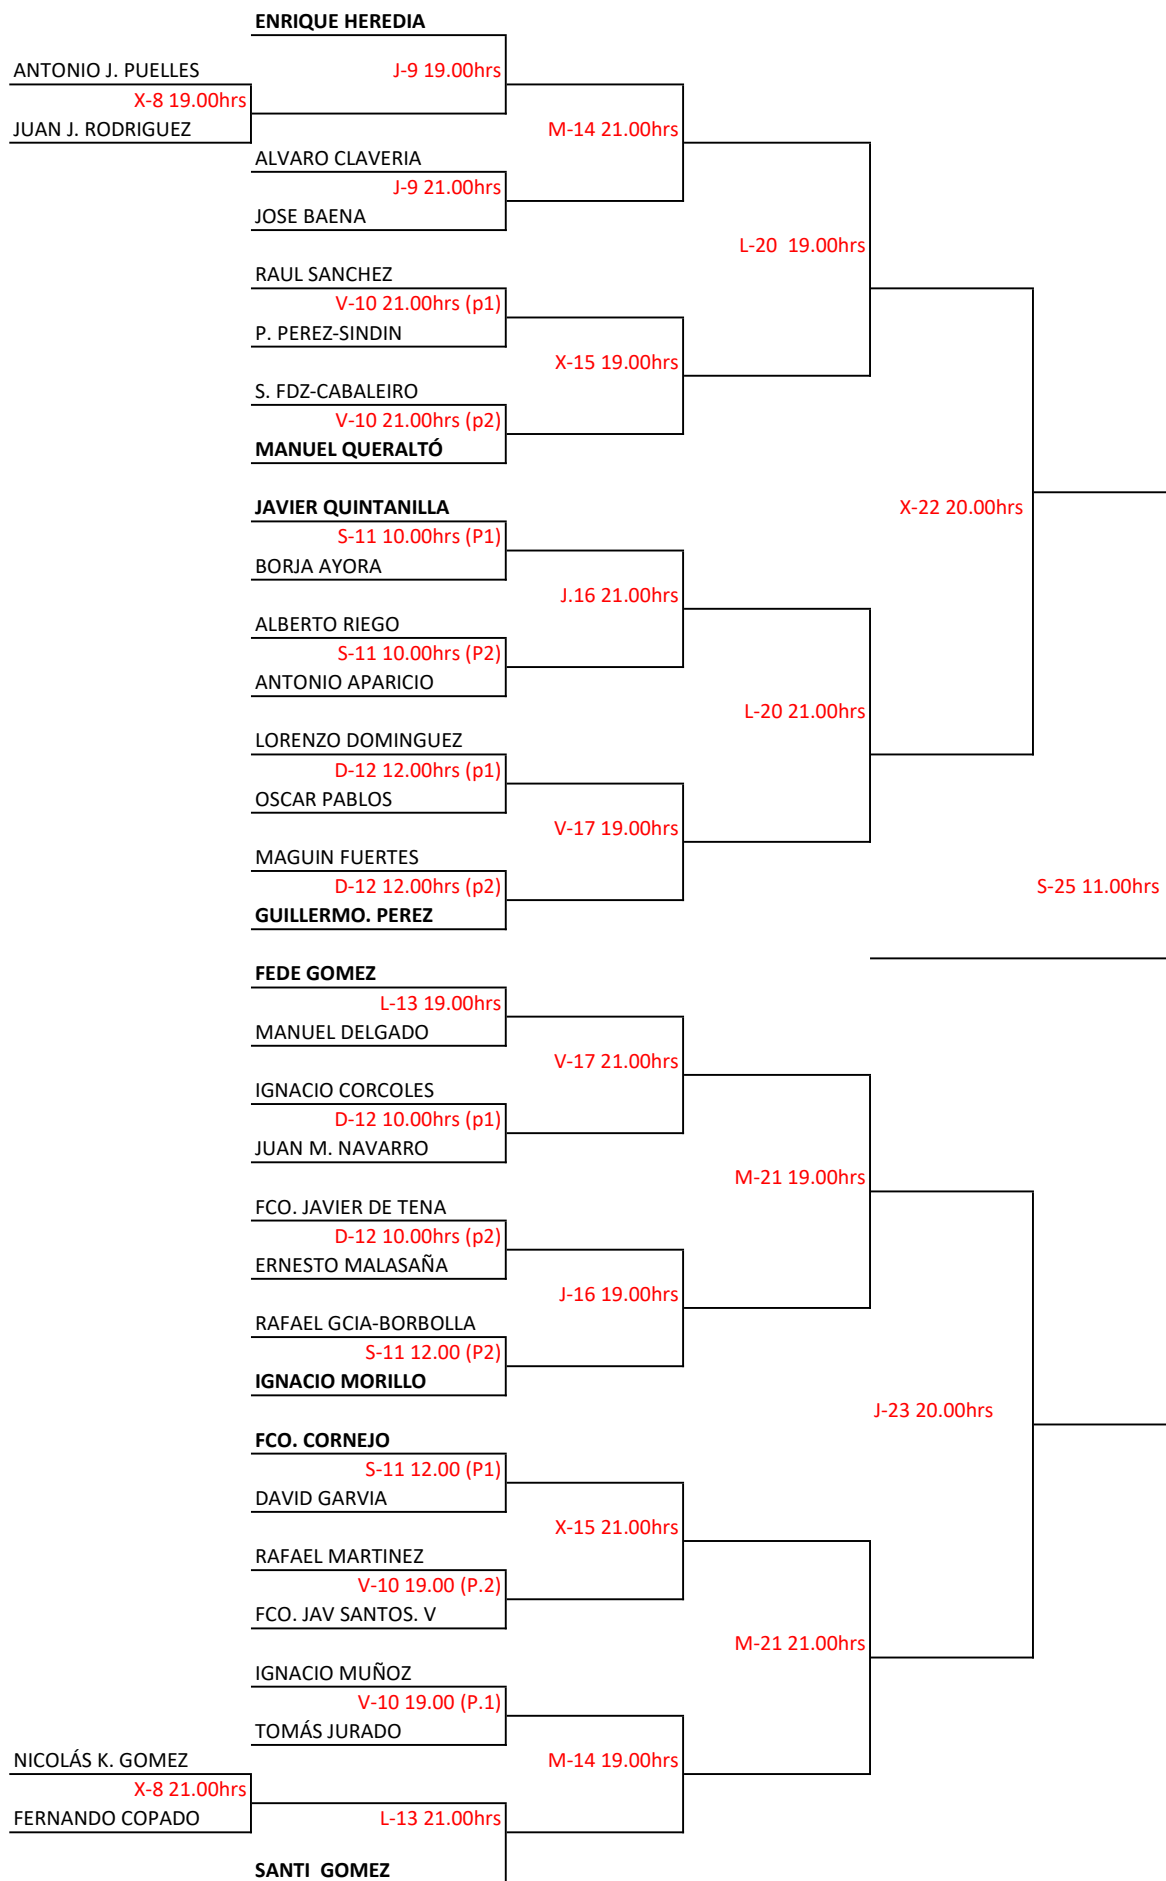 ENRIQUE HEREDIA
ANTONIO J. PUELLES
J-9 19.00hrs
X-8 19.00hrs
JUAN J. RODRIGUEZ
M-14 21.00hrs
ALVARO CLAVERIA
J-9 21.00hrs
JOSE BAENA
L-20  19.00hrs
RAUL SANCHEZ
V-10 21.00hrs (p1)
P. PEREZ-SINDIN
X-15 19.00hrs
S. FDZ-CABALEIRO
V-10 21.00hrs (p2)
MANUEL QUERALTÓ
JAVIER QUINTANILLA
X-22 20.00hrs
S-11 10.00hrs (P1)
BORJA AYORA
J.16 21.00hrs
ALBERTO RIEGO
S-11 10.00hrs (P2)
ANTONIO APARICIO
L-20 21.00hrs
LORENZO DOMINGUEZ
D-12 12.00hrs (p1)
OSCAR PABLOS
V-17 19.00hrs
MAGUIN FUERTES
D-12 12.00hrs (p2)
S-25 11.00hrs
GUILLERMO. PEREZ
FEDE GOMEZ
L-13 19.00hrs
MANUEL DELGADO
V-17 21.00hrs
IGNACIO CORCOLES
D-12 10.00hrs (p1)
JUAN M. NAVARRO
M-21 19.00hrs
FCO. JAVIER DE TENA
D-12 10.00hrs (p2)
ERNESTO MALASAÑA
J-16 19.00hrs
RAFAEL GCIA-BORBOLLA
S-11 12.00 (P2)
IGNACIO MORILLO
J-23 20.00hrs
FCO. CORNEJO
S-11 12.00 (P1)
DAVID GARVIA
X-15 21.00hrs
RAFAEL MARTINEZ
V-10 19.00 (P.2)
FCO. JAV SANTOS. V
M-21 21.00hrs
IGNACIO MUÑOZ
V-10 19.00 (P.1)
TOMÁS JURADO
NICOLÁS K. GOMEZ
M-14 19.00hrs
X-8 21.00hrs
FERNANDO COPADO
L-13 21.00hrs
SANTI  GOMEZ